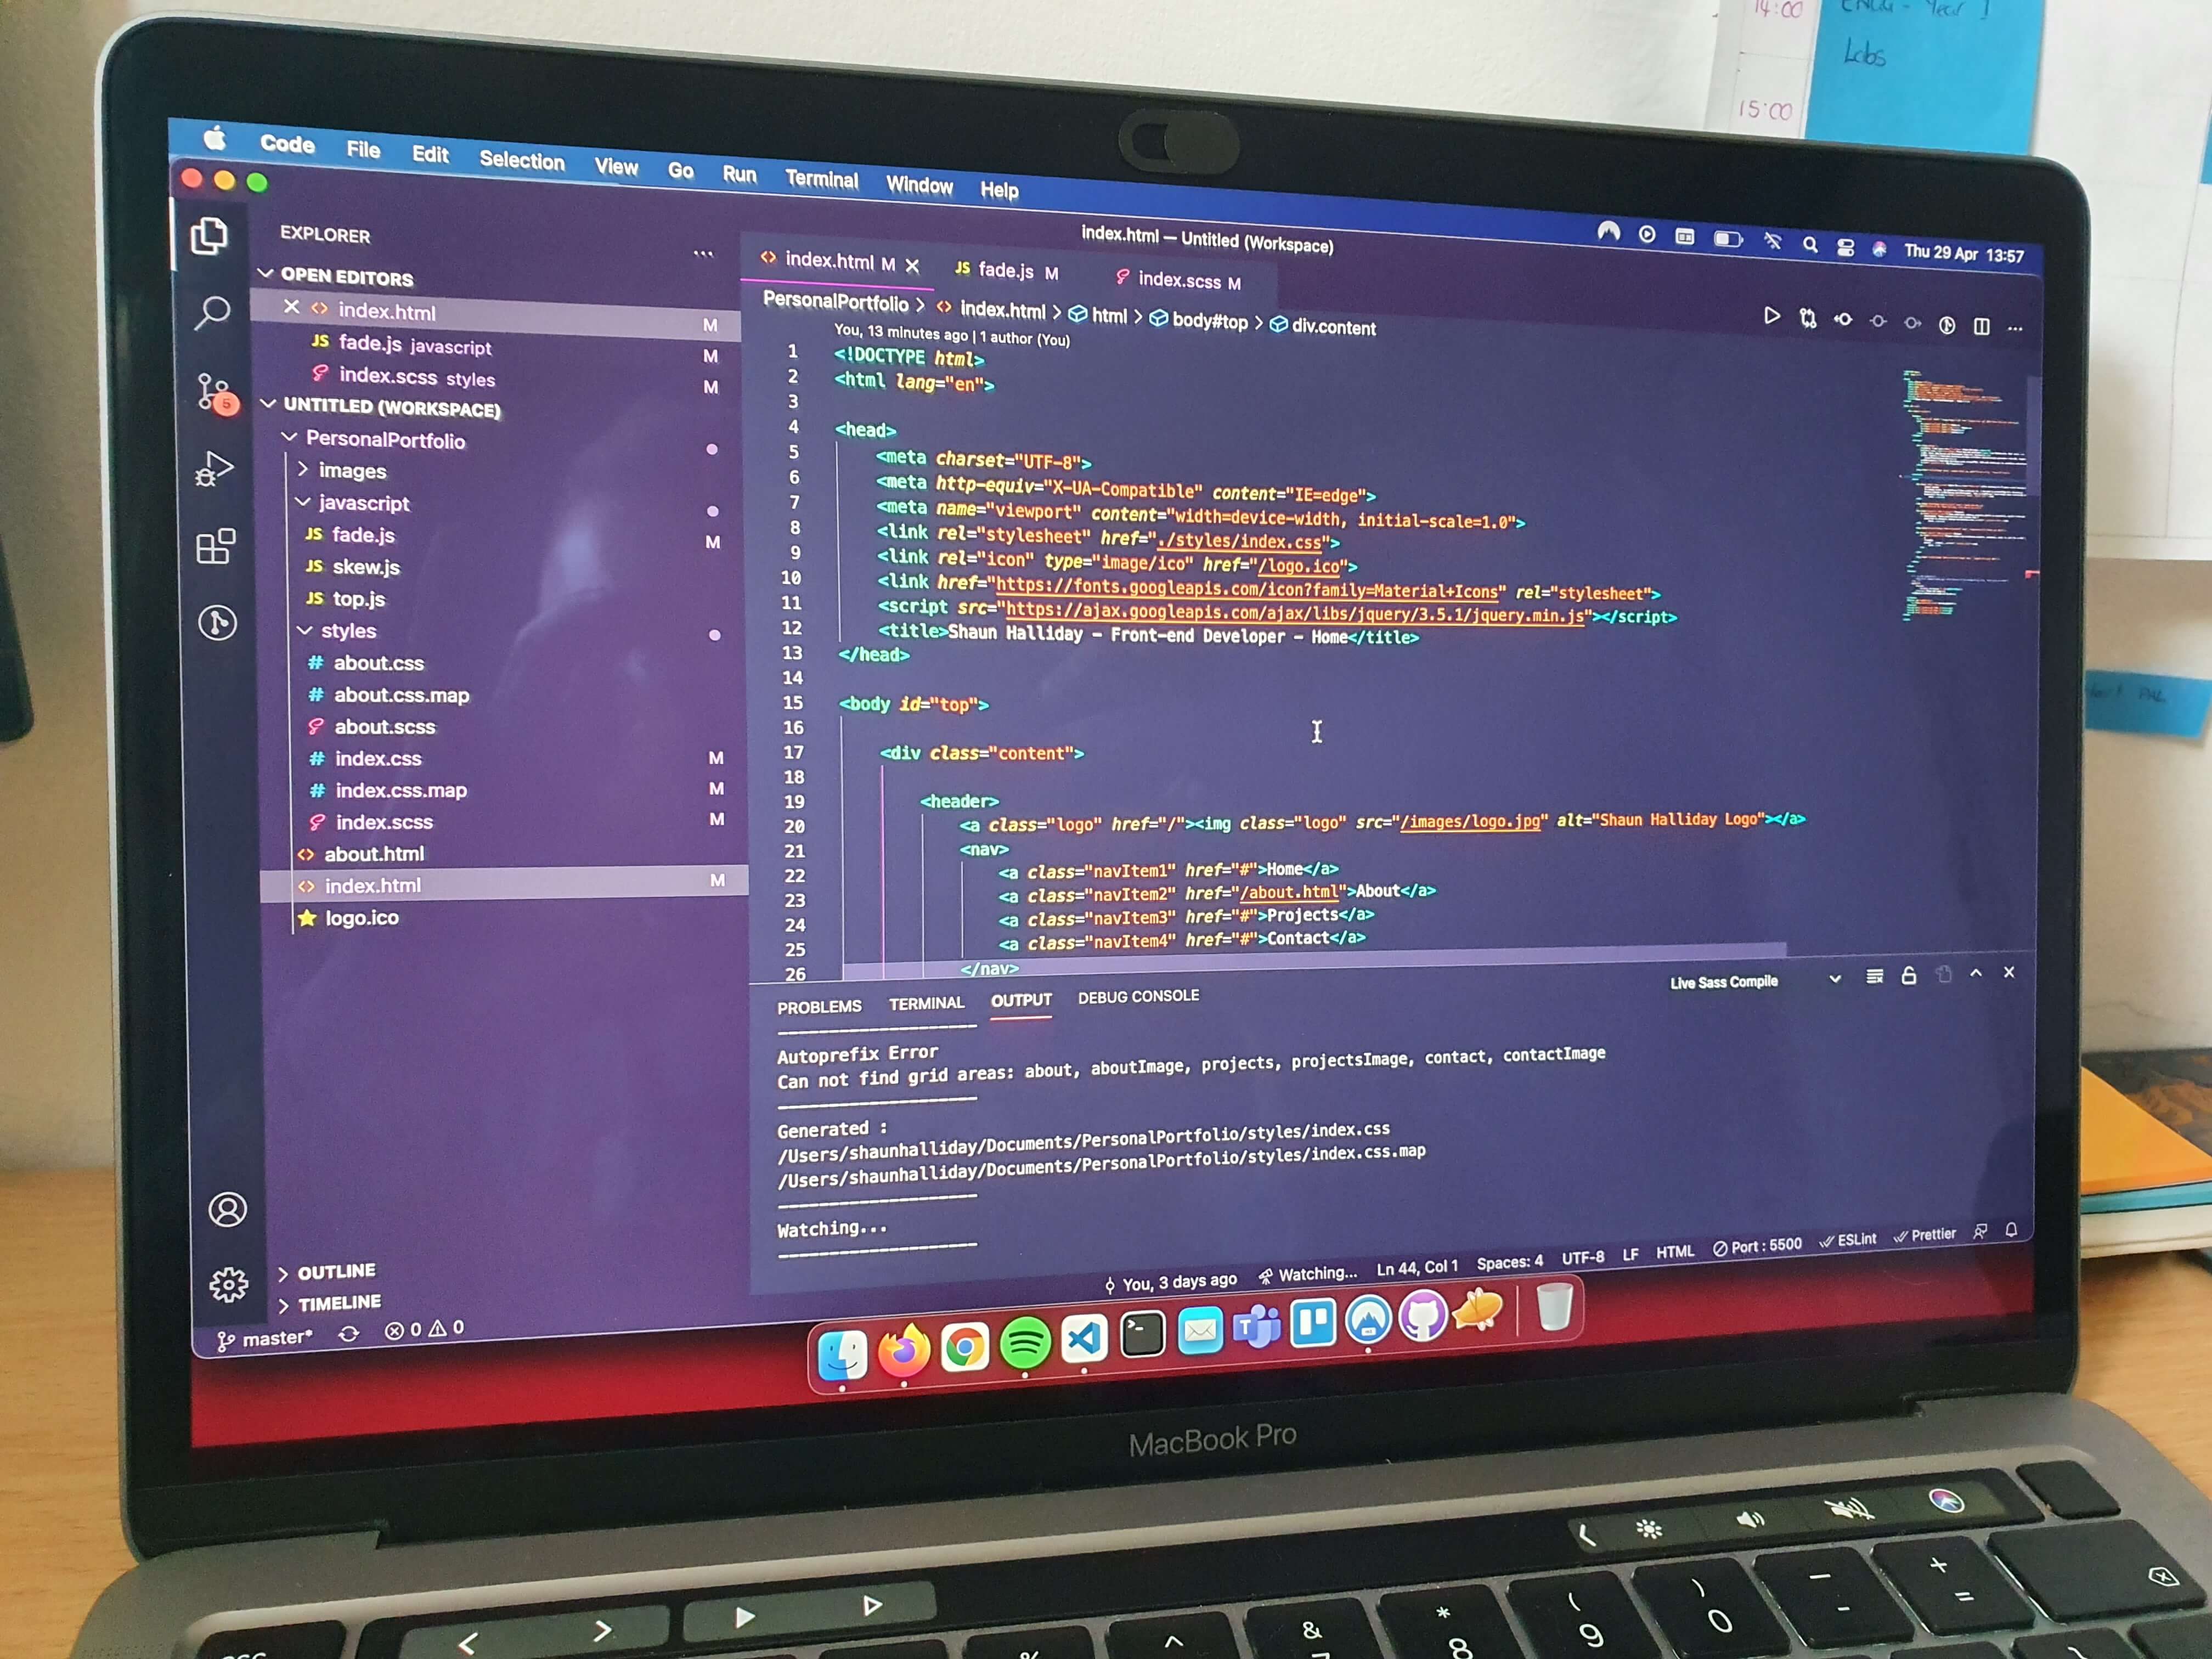 14:00
ENGG - Year 1
Labs
15:00
Code File Edit Selection View Go Run Terminal Window Help
Thu 29 Apr 13:57
index.html — Untitled (Workspace)
EXPLORER
OPEN EDITORS
index.html M
JS fade.js javascript M
index.scss styles M
UNTITLED (WORKSPACE)
PersonalPortfolio
images
javascript
JS fade.js M
JS skew.js
JS top.js
styles
# about.css
# about.css.map
about.scss
# index.css M
# index.css.map M
index.scss M
about.html
index.html M
logo.ico
OUTLINE
TIMELINE
5
index.html M JS fade.js M index.scss M
PersonalPortfolio > index.html > html > body#top > div.content
You, 13 minutes ago | 1 author (You)
1 <!DOCTYPE html>
2 <html lang="en">
3
4 <head>
5 <meta charset="UTF-8">
6 <meta http-equiv="X-UA-Compatible" content="IE=edge">
7 <meta name="viewport" content="width=device-width, initial-scale=1.0">
8 <link rel="stylesheet" href="./styles/index.css">
9 <link rel="icon" type="image/ico" href="/logo.ico">
10 <link href="https://fonts.googleapis.com/icon?family=Material+Icons" rel="stylesheet">
11 <script src="https://ajax.googleapis.com/ajax/libs/jquery/3.5.1/jquery.min.js"></script>
12 <title>Shaun Halliday - Front-end Developer - Home</title>
13 </head>
14
15 <body id="top">
16
17 <div class="content">
18
19 <header>
20 <a class="logo" href="/"><img class="logo" src="/images/logo.jpg" alt="Shaun Halliday Logo"></a>
21 <nav>
22 <a class="navItem1" href="#">Home</a>
23 <a class="navItem2" href="/about.html">About</a>
24 <a class="navItem3" href="#">Projects</a>
25 <a class="navItem4" href="#">Contact</a>
26 </nav>
PROBLEMS TERMINAL OUTPUT DEBUG CONSOLE Live Sass Compile
Autoprefix Error
Can not find grid areas: about, aboutImage, projects, projectsImage, contact, contactImage
Generated :
/Users/shaunhalliday/Documents/PersonalPortfolio/styles/index.css
/Users/shaunhalliday/Documents/PersonalPortfolio/styles/index.css.map
Watching...
master* 0 0 You, 3 days ago Watching... Ln 44, Col 1 Spaces: 4 UTF-8 LF HTML Port : 5500 ESLint Prettier
MacBook Pro
^ & 7 * 8 ( 9 ) 0 _ - + =